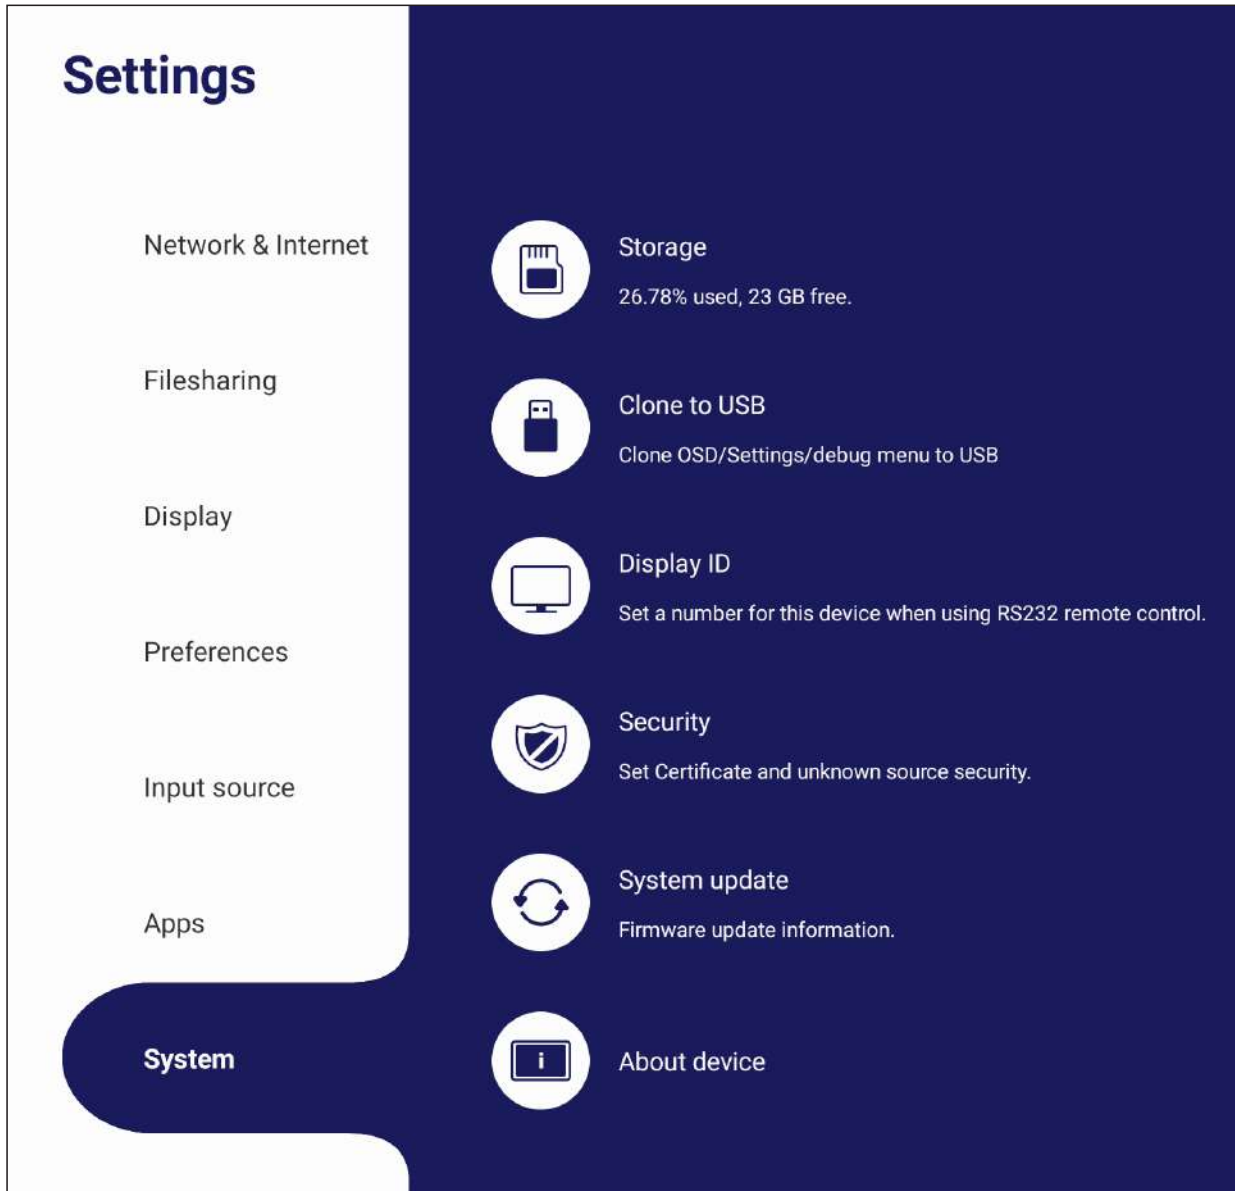 Settings
Network & Internet
Filesharing
Display
Preferences
Input source
Apps
System
Storage
26.78% used, 23 GB free.
Clone to USB
Clone OSD/Settings/debug menu to USB
Display ID
Set a number for this device when using RS232 remote control.
Security
Set Certificate and unknown source security.
System update
Firmware update information.
i
About device